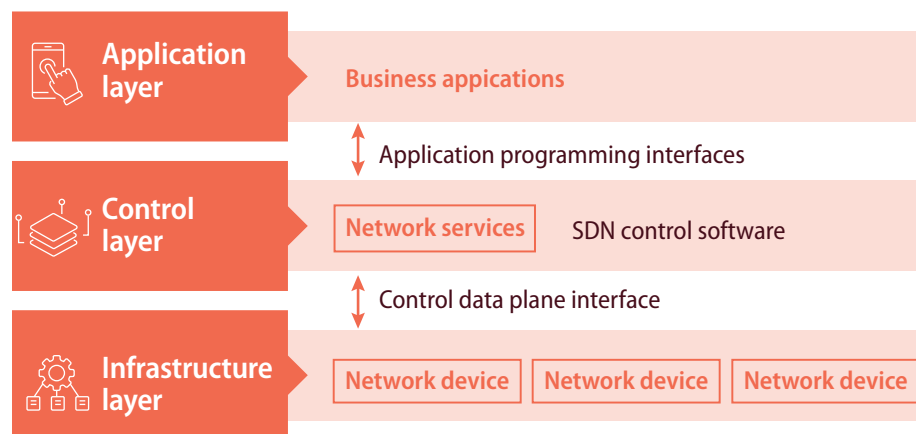 Application
layer
Business appications
Application programming interfaces
Control
layer
Network services
SDN control software
Control data plane interface
Infrastructure
layer
Network device
Network device
Network device